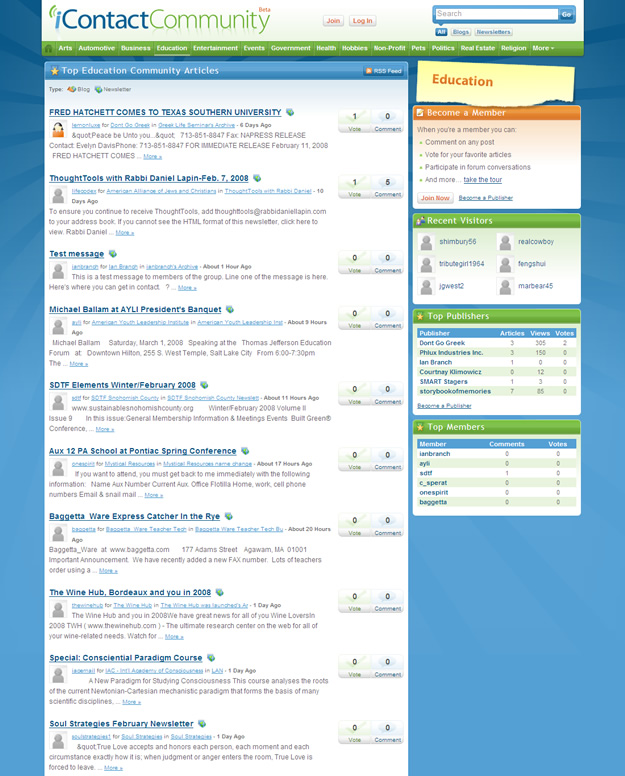 iContactCommunity Beta
Join Log In
Search Go
All Blogs Newsletters
Arts Automotive Business Education Entertainment Events Government Health Hobbies Non-Profit Pets Politics Real Estate Religion More
Top Education Community Articles RSS Feed
Type: Blog Newsletter
FRED HATCHETT COMES TO TEXAS SOUTHERN UNIVERSITY
lemonluxe for Dont Go Greek in Greek Life Seminars Archive - 6 Days Ago
&quot;Peace be Unto you...&quot; 713-851-4847 Fax: NAPRESS RELEASE
Contact: Evelyn DavisPhone: 713-851-4847 FOR IMMEDIATE RELEASE February 11, 2008
FRED HATCHETT COMES ... More »
1 Vote 0 Comment
ThoughtTools with Rabbi Daniel Lapin-Feb. 7, 2008
for American Alliance of Jews and Christians in ThoughtTools with Rabbi Daniel - 10
Days Ago
To ensure you continue to receive ThoughtTools, add thoughttools@rabbidaniellapin.com
to your address book. If you cannot see the HTML format of this newsletter, click here to
view. Rabbi Daniel ... More »
1 Vote 5 Comment
Test message
ianbranch for Ian Branch in ianbranch's Archive - About 1 Hour Ago
This is a test message to members of the group. Line one of the message is here.
Here's where you can get in contact. ? ... More »
0 Vote 0 Comment
Michael Ballam at AYLI President's Banquet
ayli for American Youth Leadership Institute in American Youth Leadership Inst - About 9 Hours
Ago
Michael Ballam Saturday, March 1, 2008 Speaking at the Thomas Jefferson Education
Forum at: Downtown Hilton, 255 S. West Temple, Salt Lake City From 6:00-7:30pm
The ... More »
0 Vote 0 Comment
SDTF Elements Winter/February 2008
sdtf for SDTF Snohomish County in SDTF Snohomish County Newslett - About 11 Hours Ago
www.sustainablesnohomishcounty.org Winter/February 2008 Volume II
Issue 9 In this issue:General Membership Information & Meetings Events Built Green®
Conference, ... More »
0 Vote 0 Comment
Aux 12 PA School at Pontiac Spring Conference
onespirit for Mystical Resources in Mystical Resources name change - About 17 Hours Ago
If you want to attend, you must get back to me immediately with the following
information: Name Aux Number Current Aux. Office Flotilla Home, work, cell phone
numbers Email & snail mail ... More »
0 Vote 0 Comment
Baggetta Ware Express Catcher In the Rye
baggetta for Baggetta Ware Teacher Tech in Baggetta Ware Teacher Tech Bu - About 20
Hours Ago
Baggetta_Ware at www.baggetta.com 177 Adams Street Agawam, MA 01001
Important Announcement. We have recently added a new FAX number. Lots of teachers
order using a ... More »
0 Vote 0 Comment
The Wine Hub, Bordeaux and you in 2008
thewinehub for The Wine Hub in The Wine Hub was launched's Ar - 1 Day Ago
The Wine Hub and you in 2008We have great news for all of you Wine LoversIn
2008 TWH ( www.thewinehub.com ) - The ultimate research center on the web for all of
your wine-related needs. Watch for ... More »
0 Vote 0 Comment
Special: Consciential Paradigm Course
iacemail for IAC - Int'l Academy of Consciousness in LAN - 1 Day Ago
A New Paradigm for Studying Consciousness This course analyses the roots
of the current Newtonian-Cartesian mechanistic paradigm that forms the basis of many
scientific disciplines, ... More »
0 Vote 0 Comment
Soul Strategies February Newsletter
soulstrategies1 for Soul Strategies in Soul Strategies - 1 Day Ago
&quot;True Love accepts and honors each person, each moment and each
circumstance exactly how it is; when judgment or anger enters the room, True Love is
forced to leave. ... More »
0 Vote 0 Comment
Education
Become a Member
When you're a member you can:
Comment on any post
Vote for your favorite articles
Participate in forum conversations
And more... take the tour
Join Now Become a Publisher
Recent Visitors
shimbury56 realcowboy
tributegirl1964 fengshui
jgwest2 marbear45
Top Publishers
Publisher Articles Views Votes
Dont Go Greek 3 305 2
Phlux Industries Inc. 3 150 0
Ian Branch 1 0 0
Courtnay Klimowicz 0 12 0
SMART Stagers 1 3 0
storybookofmemories 7 85 0
Become a Publisher
Top Members
Member Comments Votes
ianbranch 0 0
ayli 0 0
sdtf 1 0
c_sperat 0 0
onespirit 0 0
baggetta 0 0